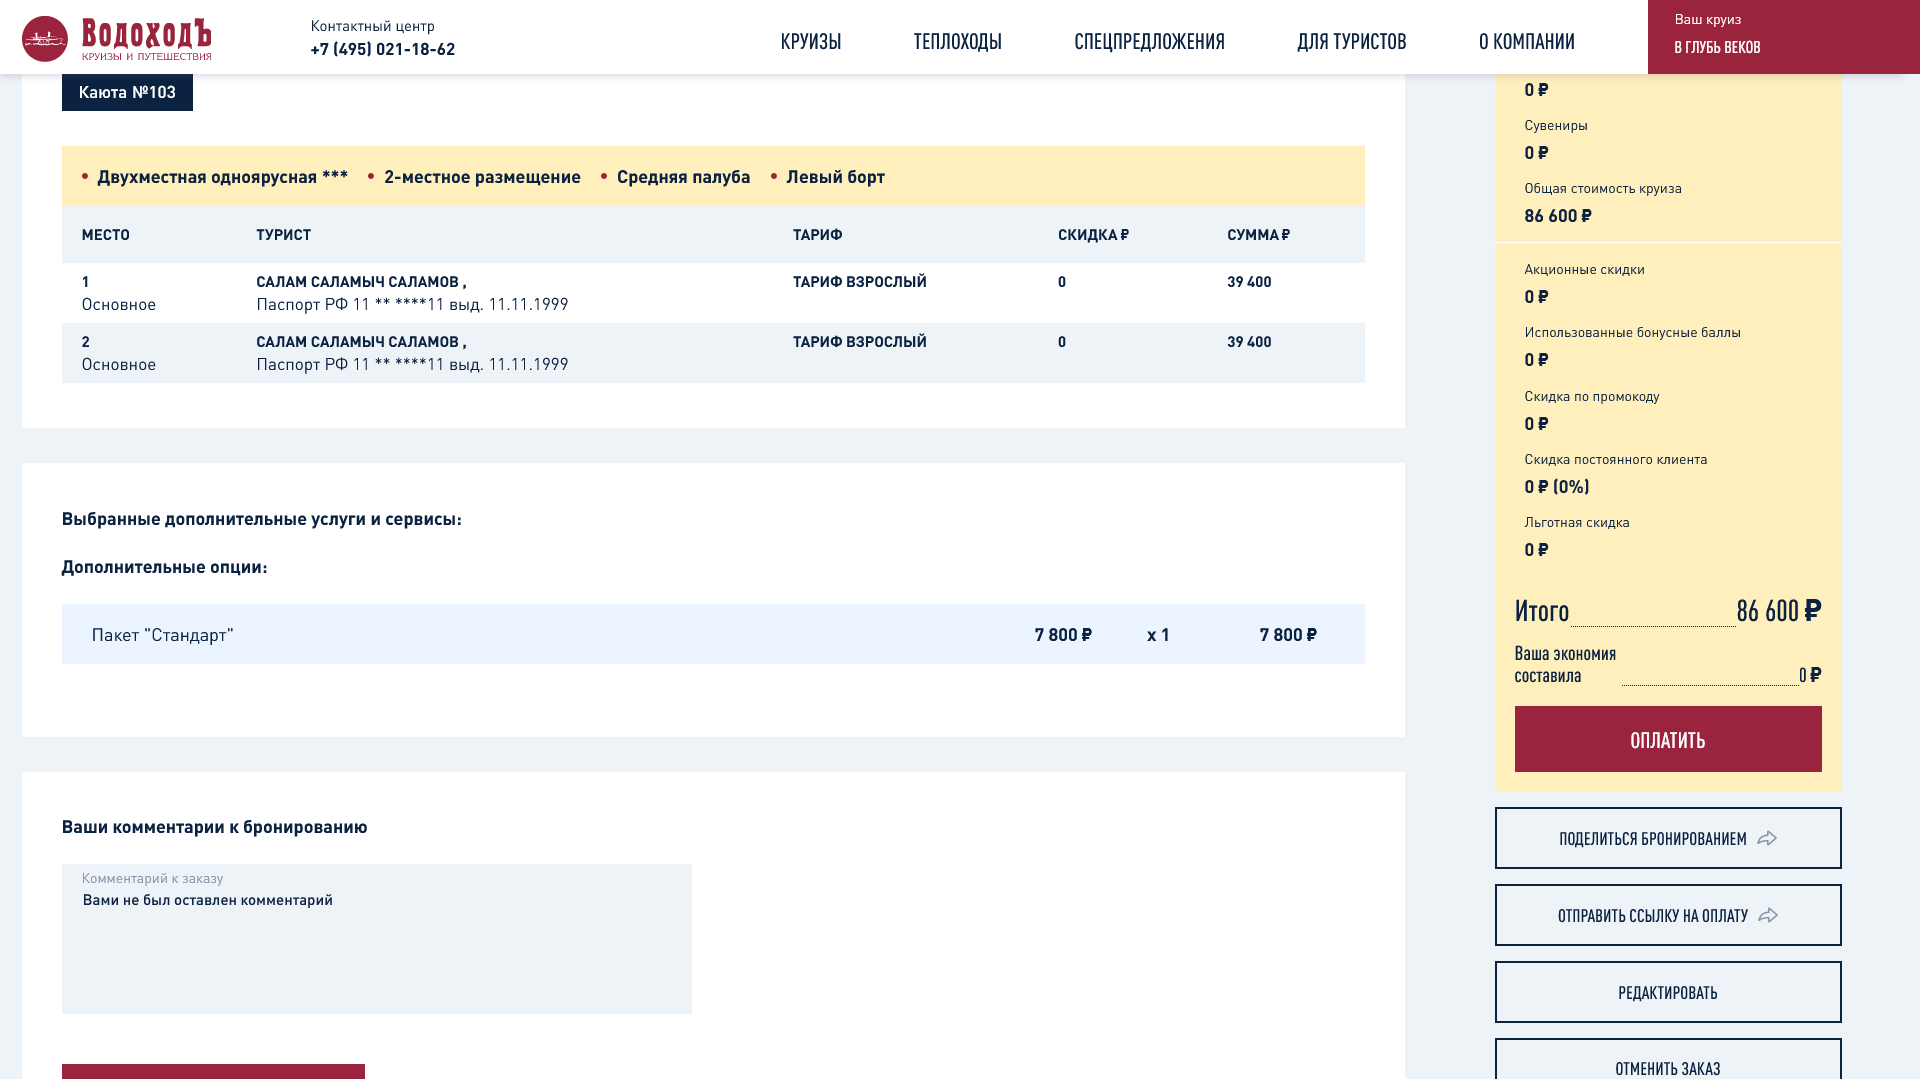 ВОДОХОДЪ
КРУИЗЫ И ПУТЕШЕСТВИЯ
Контактный центр
+7 (495) 021-18-62
КРУИЗЫ
ТЕПЛОХОДЫ
СПЕЦПРЕДЛОЖЕНИЯ
ДЛЯ ТУРИСТОВ
О КОМПАНИИ
Ваш круиз
В ГЛУБЬ ВЕКОВ
Каюта №103
• Двухместная одноярусная *** • 2-местное размещение • Средняя палуба • Левый борт
МЕСТО ТУРИСТ ТАРИФ СКИДКА ₽ СУММА ₽
1 САЛАМ САЛАМЫЧ САЛАМОВ , ТАРИФ ВЗРОСЛЫЙ 0 39 400
Основное Паспорт РФ 11 ** ****11 выд. 11.11.1999
2 САЛАМ САЛАМЫЧ САЛАМОВ , ТАРИФ ВЗРОСЛЫЙ 0 39 400
Основное Паспорт РФ 11 ** ****11 выд. 11.11.1999
Выбранные дополнительные услуги и сервисы:
Дополнительные опции:
Пакет "Стандарт" 7 800 ₽ x 1 7 800 ₽
Ваши комментарии к бронированию
Комментарий к заказу
Вами не был оставлен комментарий
0 ₽
Сувениры
0 ₽
Общая стоимость круиза
86 600 ₽
Акционные скидки
0 ₽
Использованные бонусные баллы
0 ₽
Скидка по промокоду
0 ₽
Скидка постоянного клиента
0 ₽ (0%)
Льготная скидка
0 ₽
Итого 86 600 ₽
Ваша экономия
составила 0 ₽
ОПЛАТИТЬ
ПОДЕЛИТЬСЯ БРОНИРОВАНИЕМ
ОТПРАВИТЬ ССЫЛКУ НА ОПЛАТУ
РЕДАКТИРОВАТЬ
ОТМЕНИТЬ ЗАКАЗ